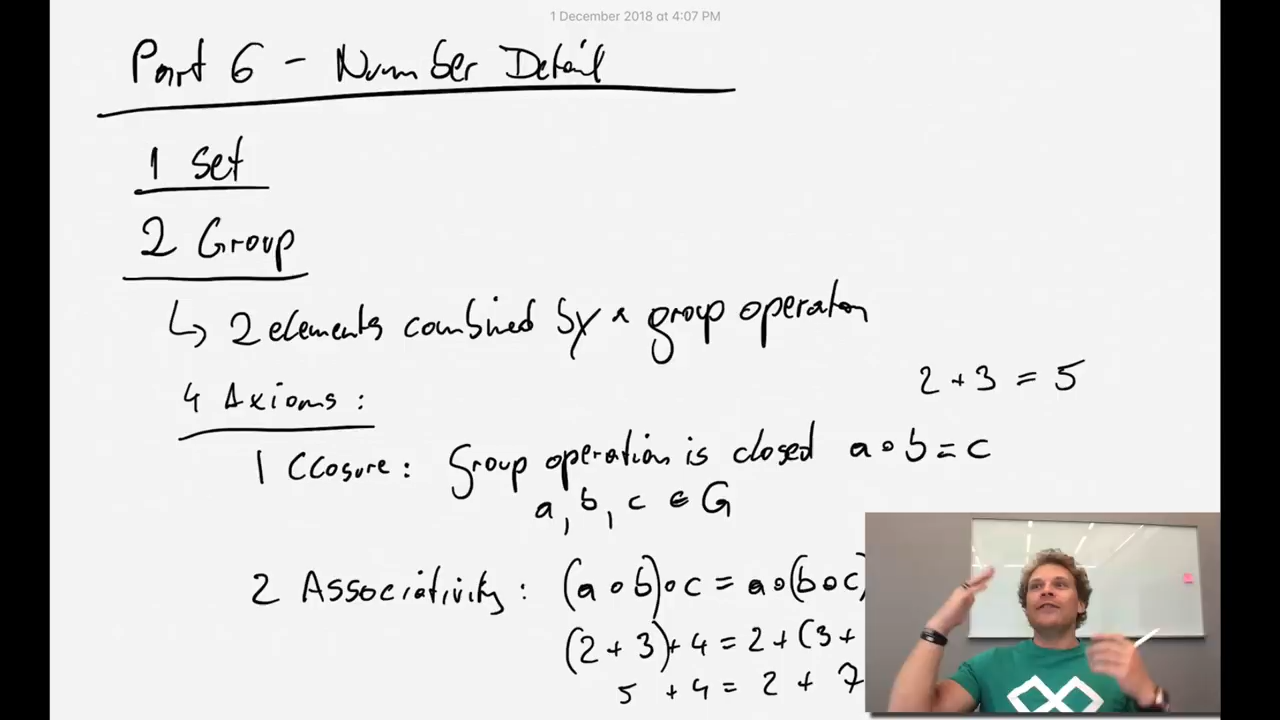 1 December 2018 at 4:07 PM
Part 6 - Number Detail
1 Set
2 Group
↳ 2 elements combined by a group operation
4 Axioms:
2 + 3 = 5
1 Closure: Group operation is closed a∘b = c
a, b, c ∈ G
2 Associativity: (a∘b)∘c = a∘(b∘c)
(2 + 3) + 4 = 2 + (3 +
5 + 4 = 2 + 7